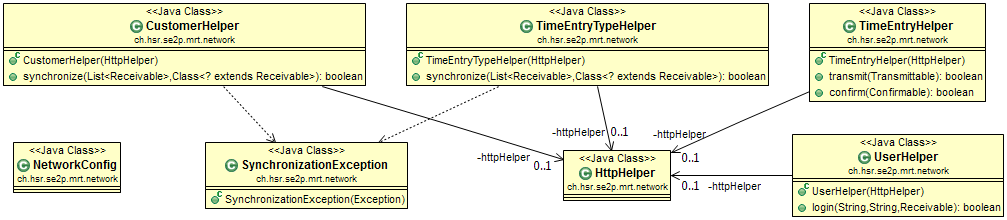 <<Java Class>>
CustomerHelper
ch.hsr.se2p.mrt.network
CustomerHelper(HttpHelper)
synchronize(List<Receivable>,Class<? extends Receivable>): boolean
<<Java Class>>
TimeEntryTypeHelper
ch.hsr.se2p.mrt.network
TimeEntryTypeHelper(HttpHelper)
synchronize(List<Receivable>,Class<? extends Receivable>): boolean
<<Java Class>>
TimeEntryHelper
ch.hsr.se2p.mrt.network
TimeEntryHelper(HttpHelper)
transmit(Transmittable): boolean
confirm(Confirmable): boolean
-httpHelper
0..1
-httpHelper
0..1
-httpHelper
0..1
-httpHelper
0..1
<<Java Class>>
NetworkConfig
ch.hsr.se2p.mrt.network
<<Java Class>>
SynchronizationException
ch.hsr.se2p.mrt.network
SynchronizationException(Exception)
<<Java Class>>
HttpHelper
ch.hsr.se2p.mrt.network
<<Java Class>>
UserHelper
ch.hsr.se2p.mrt.network
UserHelper(HttpHelper)
login(String,String,Receivable): boolean